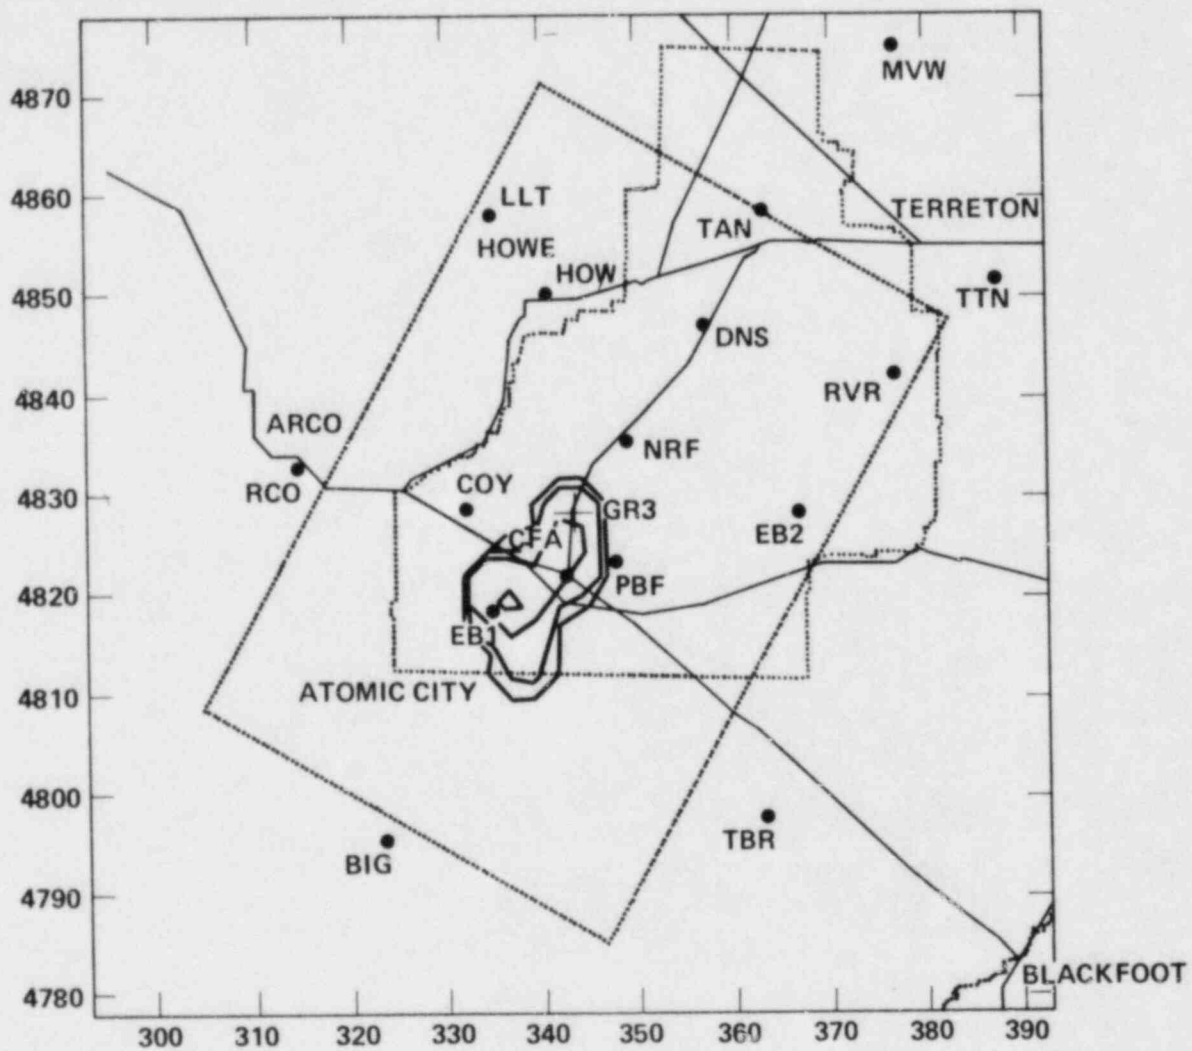 4870
MVW
4860
LLT
TERRETON
TAN
HOWE
HOW
4850
TTN
DNS
4840
RVR
ARCO
NRF
RCO
COY
4830
GR3
EB2
CFA
PBF
4820
EB1
4810
ATOMIC CITY
4800
TBR
BIG
4790
BLACKFOOT
4780
300 310 320 330 340 350 360 370 380 390